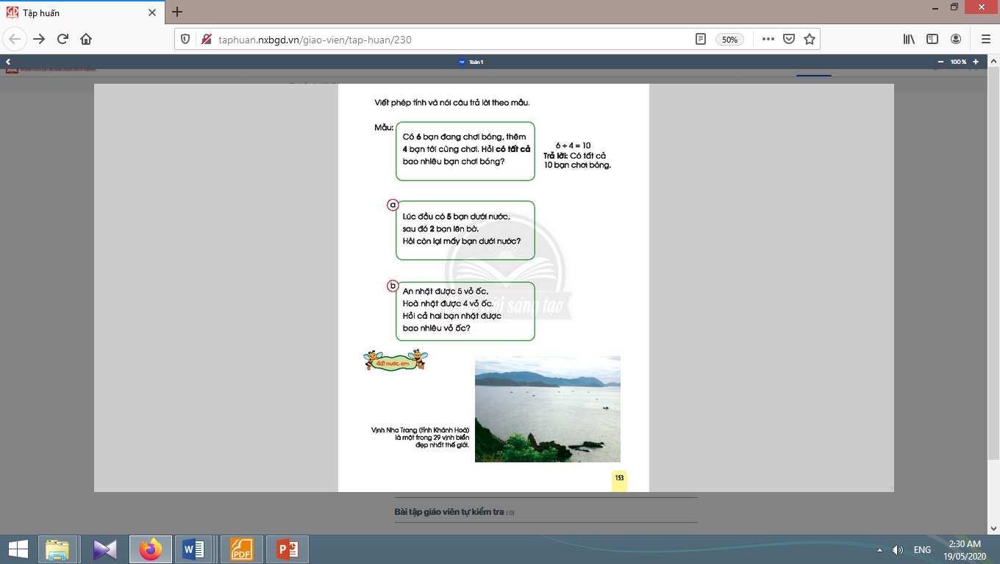 Tập huấn
taphuan.nxbgd.vn/giao-vien/tap-huan/230
50%
Toán 1
100 %
Viết phép tính và nói câu trả lời theo mẫu.
Mẫu:
Có 6 bạn đang chơi bóng, thêm
4 bạn tới cùng chơi. Hỏi có tất cả
bao nhiêu bạn chơi bóng?
6 + 4 = 10
Trả lời: Có tất cả
10 bạn chơi bóng.
a
Lúc đầu có 5 bạn dưới nước,
sau đó 2 bạn lên bờ.
Hỏi còn lại mấy bạn dưới nước?
b
An nhặt được 5 vỏ ốc,
Hoà nhặt được 4 vỏ ốc.
Hỏi cả hai bạn nhặt được
bao nhiêu vỏ ốc?
Chân trời sáng tạo
đất nước em
Vịnh Nha Trang (tỉnh Khánh Hoà)
là một trong 29 vịnh biển
đẹp nhất thế giới.
153
Bài tập giáo viên tự kiểm tra (0)
PDF
ENG
2:30 AM
19/05/2020